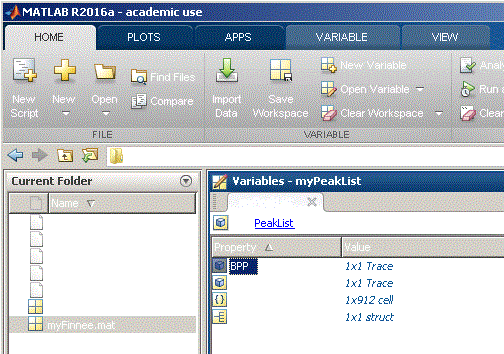 MATLAB R2016a - academic use
HOME PLOTS APPS VARIABLE VIEW
New Script
New
Open
Find Files
Compare
Import Data
Save Workspace
New Variable
Open Variable
Clear Workspace
Analy
Run
Clear
FILE VARIABLE
Current Folder
Name
myFinnee.mat
Variables - myPeakList
PeakList
Property Value
BPP 1x1 Trace
1x1 Trace
1x912 cell
1x1 struct